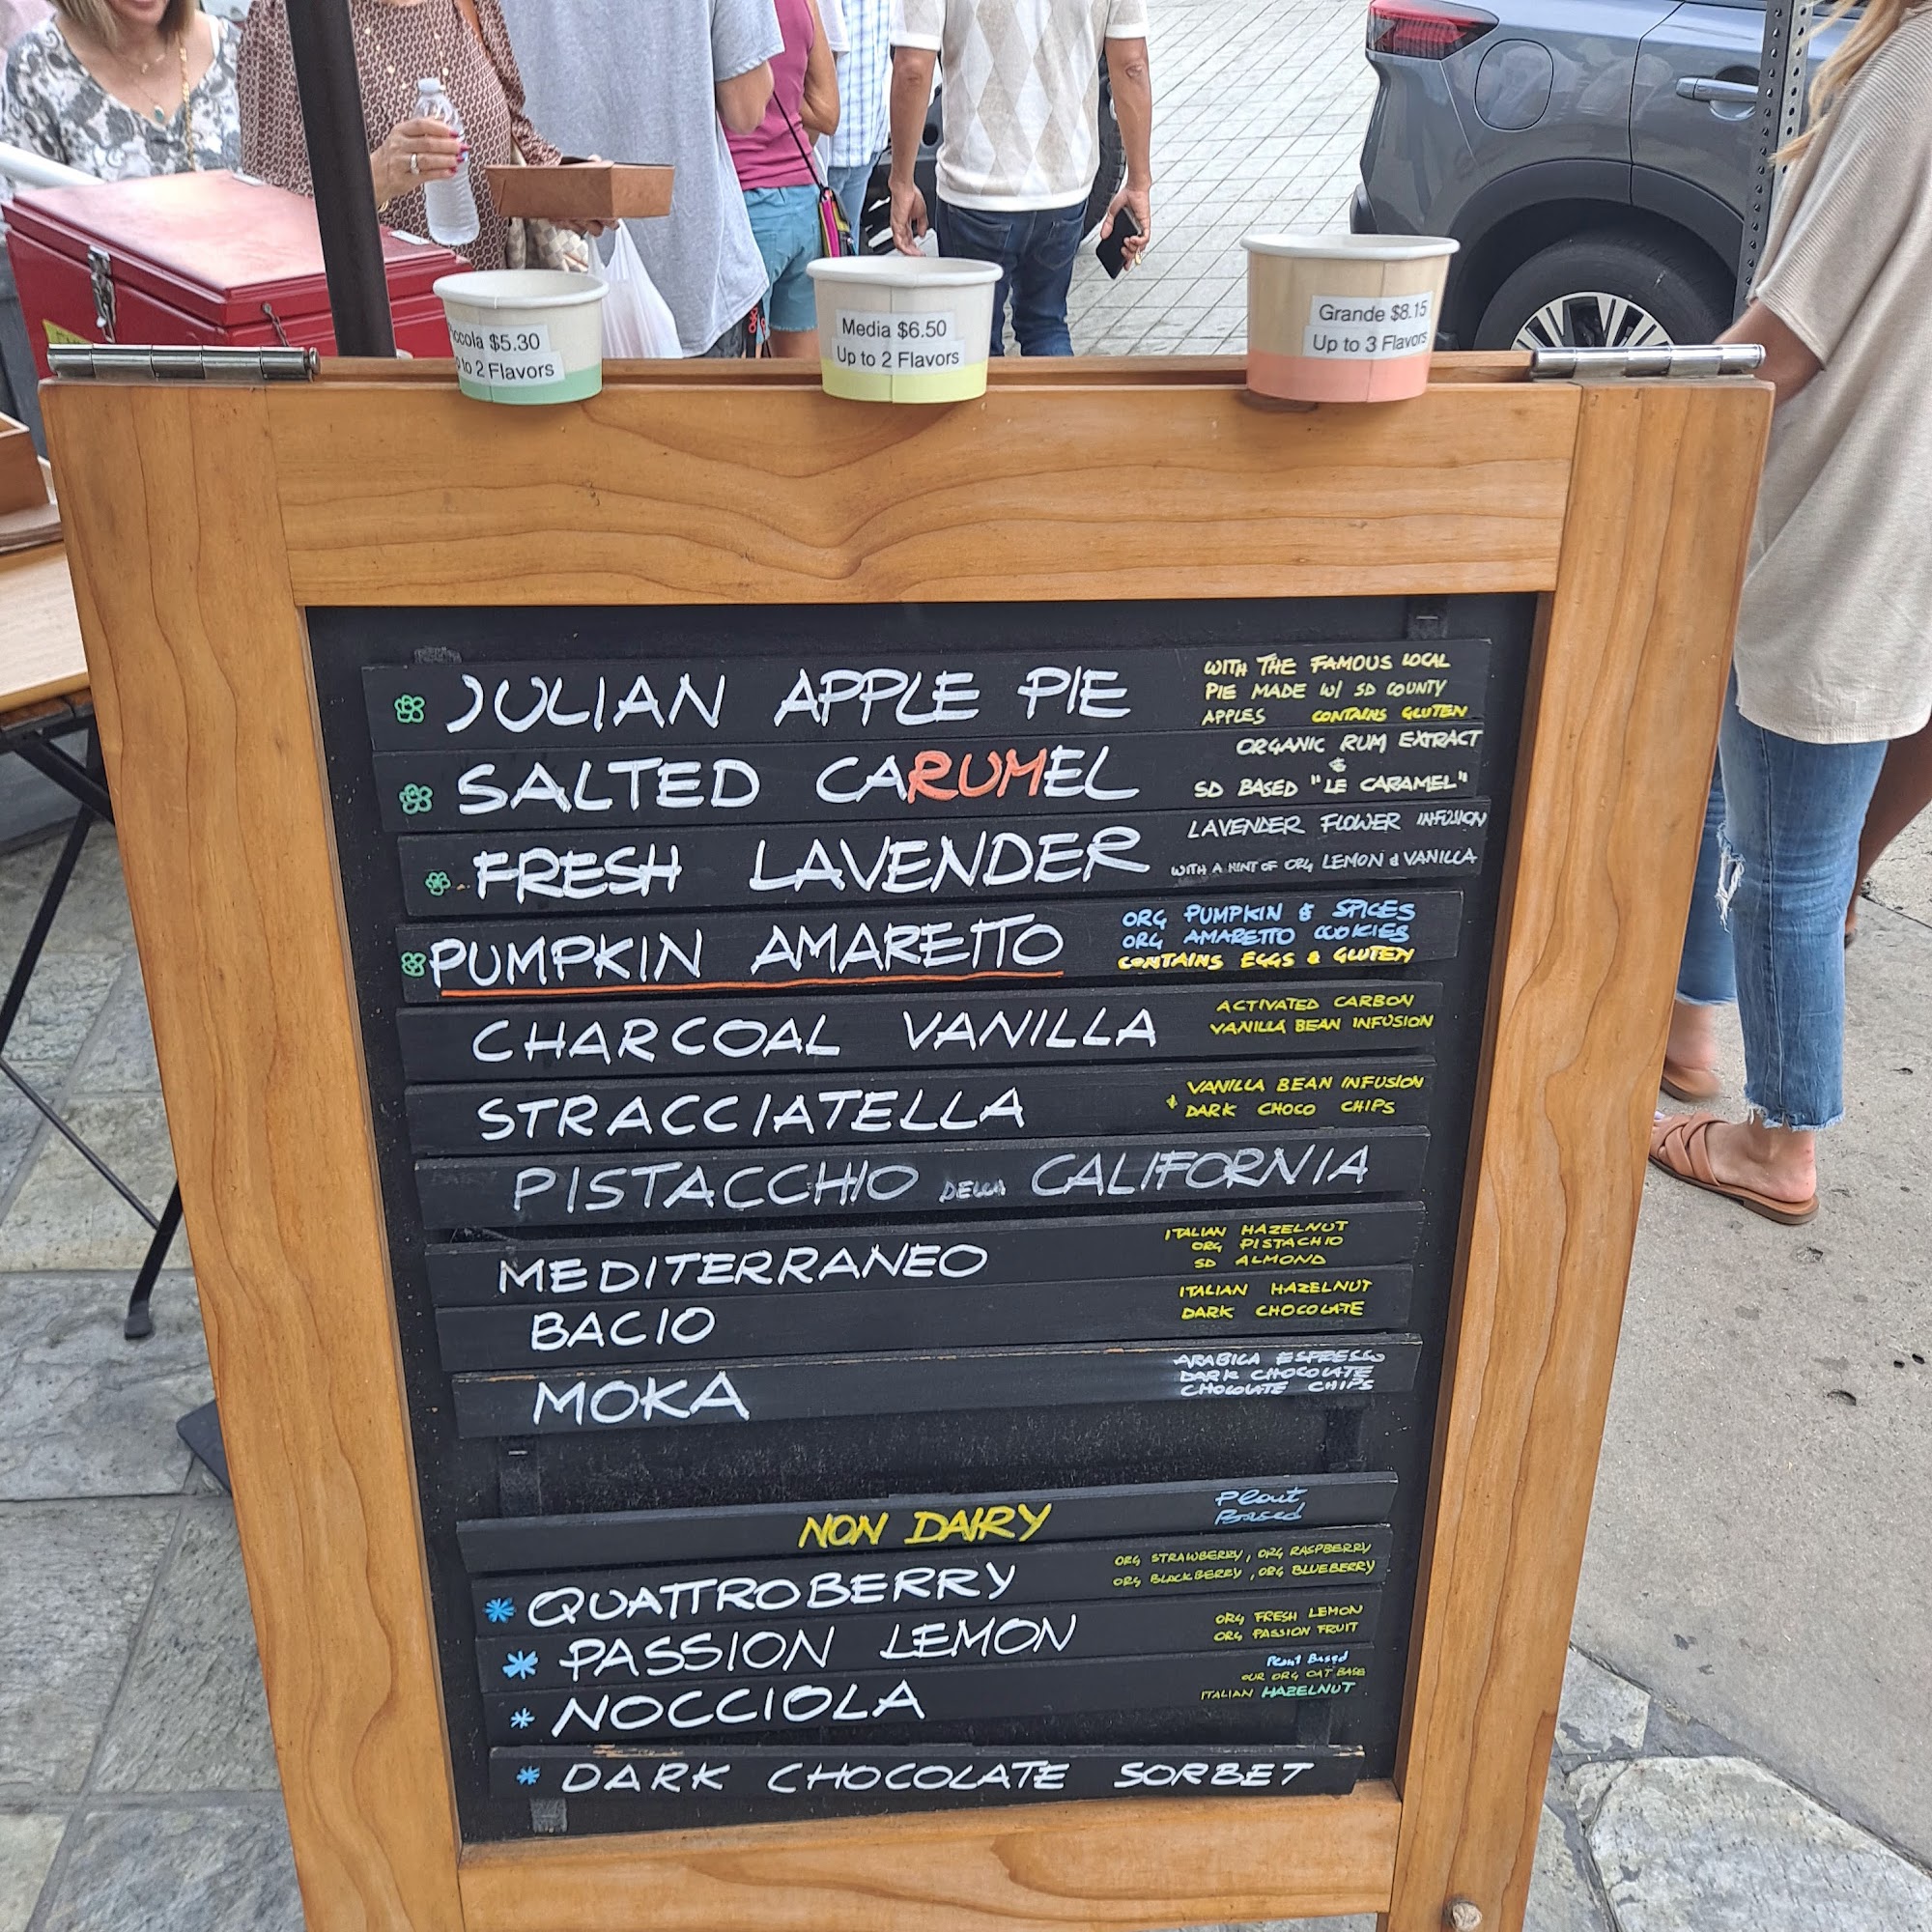 ccola $5.30
to 2 Flavors
Media $6.50
Up to 2 Flavors
Grande $8.15
Up to 3 Flavors
JULIAN APPLE PIE
WITH THE FAMOUS LOCAL
PIE MADE W/ SD COUNTY
APPLES CONTAINS GLUTEN
SALTED CARUMEL
ORGANIC RUM EXTRACT
&
SD BASED "LE CARAMEL"
FRESH LAVENDER
LAVENDER FLOWER INFUSION
WITH A HINT OF ORG LEMON & VANILLA
PUMPKIN AMARETTO
ORG PUMPKIN & SPICES
ORG AMARETTO COOKIES
CONTAINS EGGS & GLUTEN
CHARCOAL VANILLA
ACTIVATED CARBON
VANILLA BEAN INFUSION
STRACCIATELLA
VANILLA BEAN INFUSION
& DARK CHOCO CHIPS
PISTACCHIO DELLA CALIFORNIA
MEDITERRANEO
ITALIAN HAZELNUT
ORG PISTACHIO
SD ALMOND
BACIO
ITALIAN HAZELNUT
DARK CHOCOLATE
MOKA
ARABICA ESPRESSO
DARK CHOCOLATE
CHOCOLATE CHIPS
NON DAIRY
Plant
Based
* QUATTROBERRY
ORG STRAWBERRY, ORG RASPBERRY
ORG BLACKBERRY, ORG BLUEBERRY
* PASSION LEMON
ORG FRESH LEMON
ORG PASSION FRUIT
* NOCCIOLA
Plant Based
OUR ORG OAT BASE
ITALIAN HAZELNUT
* DARK CHOCOLATE SORBET